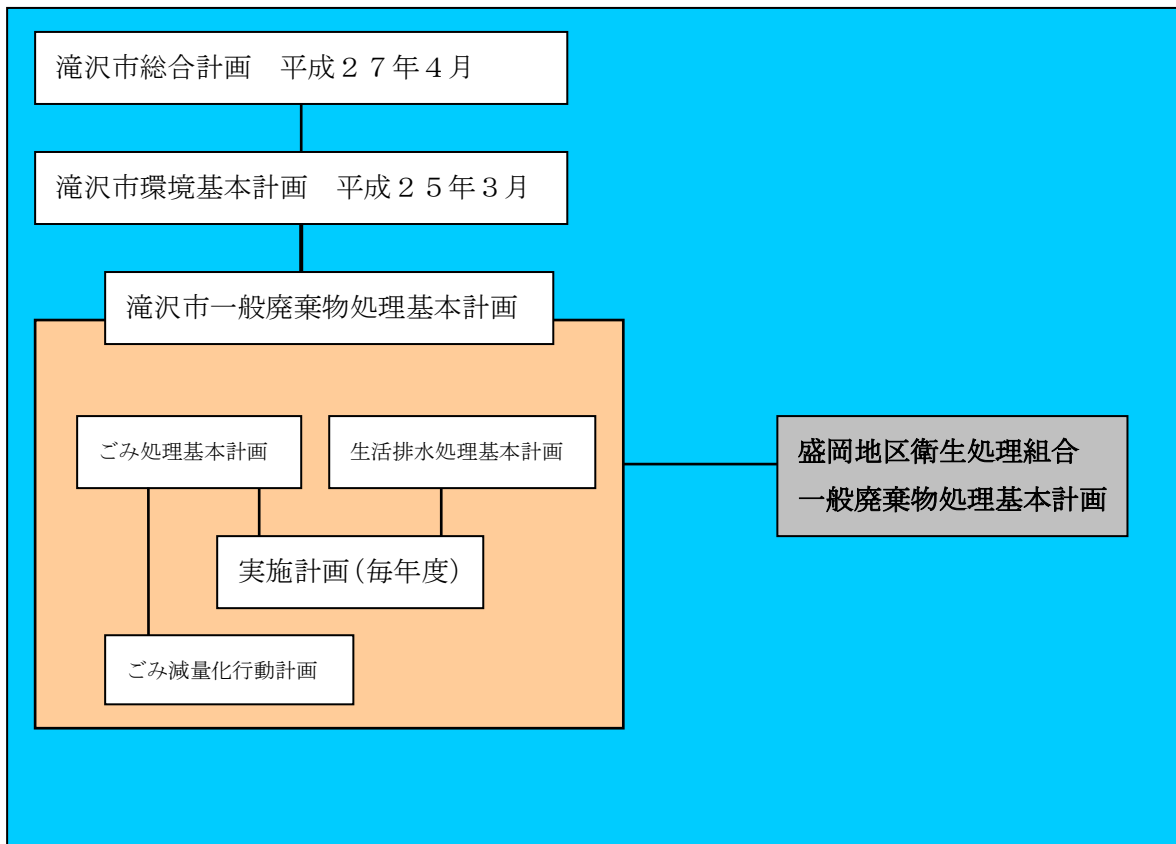 滝沢市総合計画　平成２７年４月
滝沢市環境基本計画　平成２５年３月
滝沢市一般廃棄物処理基本計画
ごみ処理基本計画
生活排水処理基本計画
実施計画（毎年度）
ごみ減量化行動計画
盛岡地区衛生処理組合
一般廃棄物処理基本計画